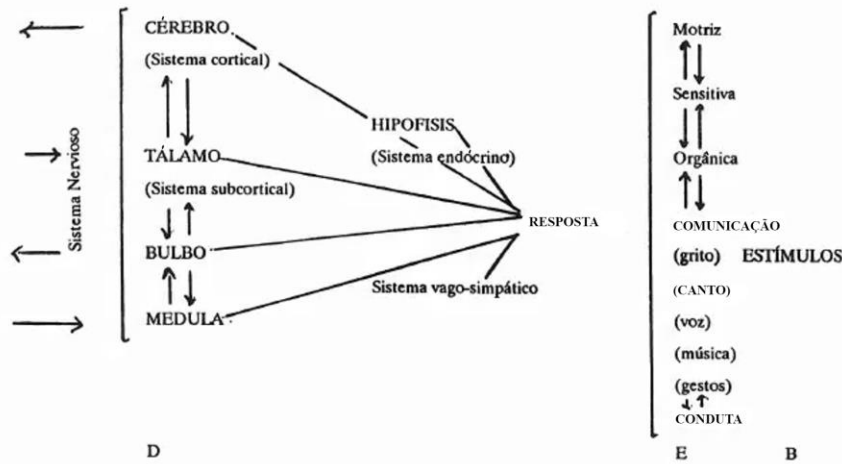 Sistema Nervioso
CÉREBRO
(Sistema cortical)
TÁLAMO
(Sistema subcortical)
BULBO
MEDULA
HIPOFISIS
(Sistema endócrino)
RESPOSTA
Sistema vago-simpático
D
Motriz
Sensitiva
Orgânica
COMUNICAÇÃO
(grito) ESTÍMULOS
(CANTO)
(voz)
(música)
(gestos)
CONDUTA
E B